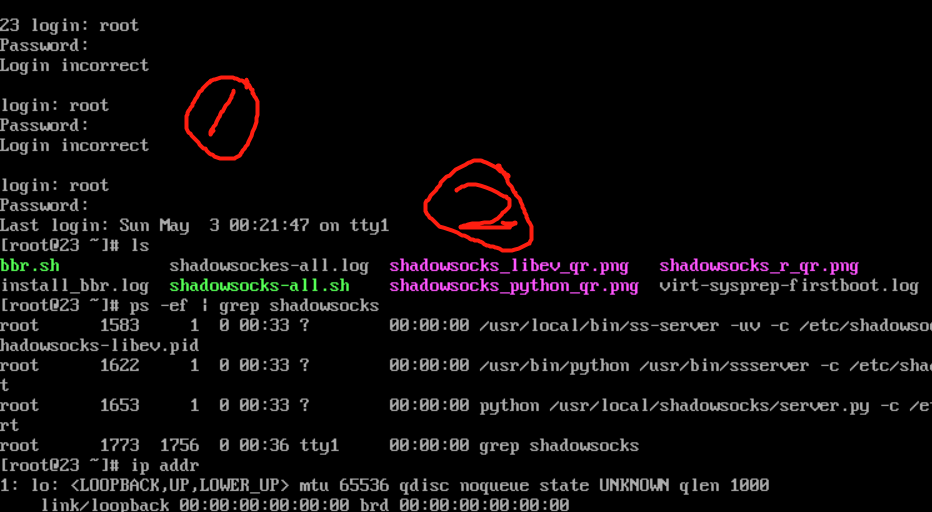 23 login: root
Password:
Login incorrect
login: root
Password:
Login incorrect
1
login: root
Password:
2
Last login: Sun May  3 00:21:47 on tty1
[root@23 ~]# ls
bbr.sh           shadowsockes-all.log  shadowsocks_libev_qr.png   shadowsocks_r_qr.png
install_bbr.log  shadowsocks-all.sh    shadowsocks_python_qr.png  virt-sysprep-firstboot.log
[root@23 ~]# ps -ef | grep shadowsocks
root      1583     1  0 00:33 ?        00:00:00 /usr/local/bin/ss-server -uv -c /etc/shadowso
hadowsocks-libev.pid
root      1622     1  0 00:33 ?        00:00:00 /usr/bin/python /usr/bin/ssserver -c /etc/sha
t
root      1653     1  0 00:33 ?        00:00:00 python /usr/local/shadowsocks/server.py -c /e
rt
root      1773  1756  0 00:36 tty1     00:00:00 grep shadowsocks
[root@23 ~]# ip addr
1: lo: <LOOPBACK,UP,LOWER_UP> mtu 65536 qdisc noqueue state UNKNOWN qlen 1000
    link/loopback 00:00:00:00:00:00 brd 00:00:00:00:00:00